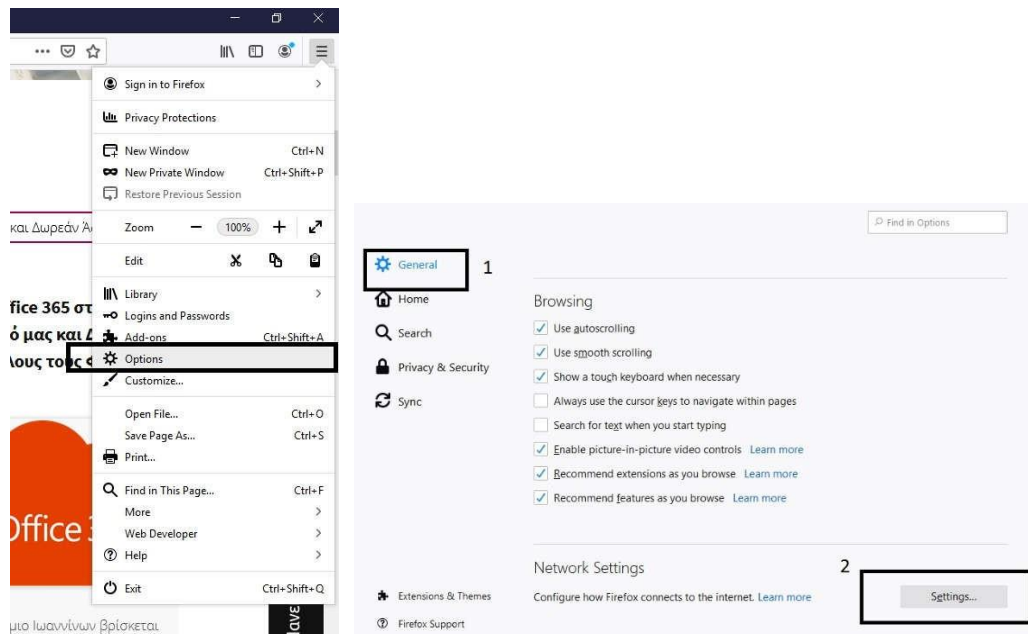 Sign in to Firefox
Privacy Protections
New Window Ctrl+N
New Private Window Ctrl+Shift+P
Restore Previous Session
Zoom 100%
Edit
Library
Logins and Passwords
Add-ons Ctrl+Shift+A
Options
Customize...
Open File... Ctrl+O
Save Page As... Ctrl+S
Print...
Find in This Page... Ctrl+F
More
Web Developer
Help
Exit Ctrl+Shift+Q
και Δωρεάν
fice 365 στ
ό μας και
λους τους
Office
μιο Ιωαννίνων βρίσκεται
Find in Options
General 1
Home
Search
Privacy & Security
Sync
Extensions & Themes
Firefox Support
Browsing
Use autoscrolling
Use smooth scrolling
Show a touch keyboard when necessary
Always use the cursor keys to navigate within pages
Search for text when you start typing
Enable picture-in-picture video controls Learn more
Recommend extensions as you browse Learn more
Recommend features as you browse Learn more
Network Settings 2
Configure how Firefox connects to the internet. Learn more Settings...